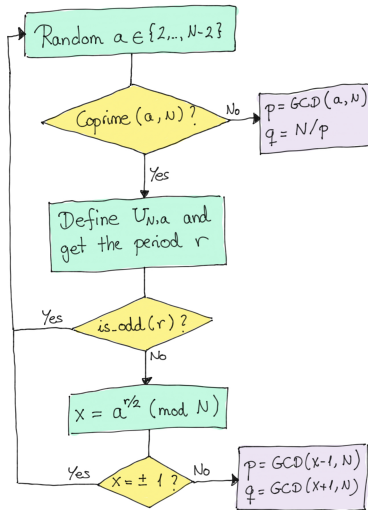 Random a ∈ {2,..., N-2}
Coprime (a, N) ?
No
p = GCD (a, N)
q = N/p
Yes
Define U_N,a and
get the period r
Yes
is_odd (r) ?
No
x = a^r/2 (mod N)
Yes
x = ± 1 ?
No
p = GCD (x-1, N)
q = GCD (x+1, N)